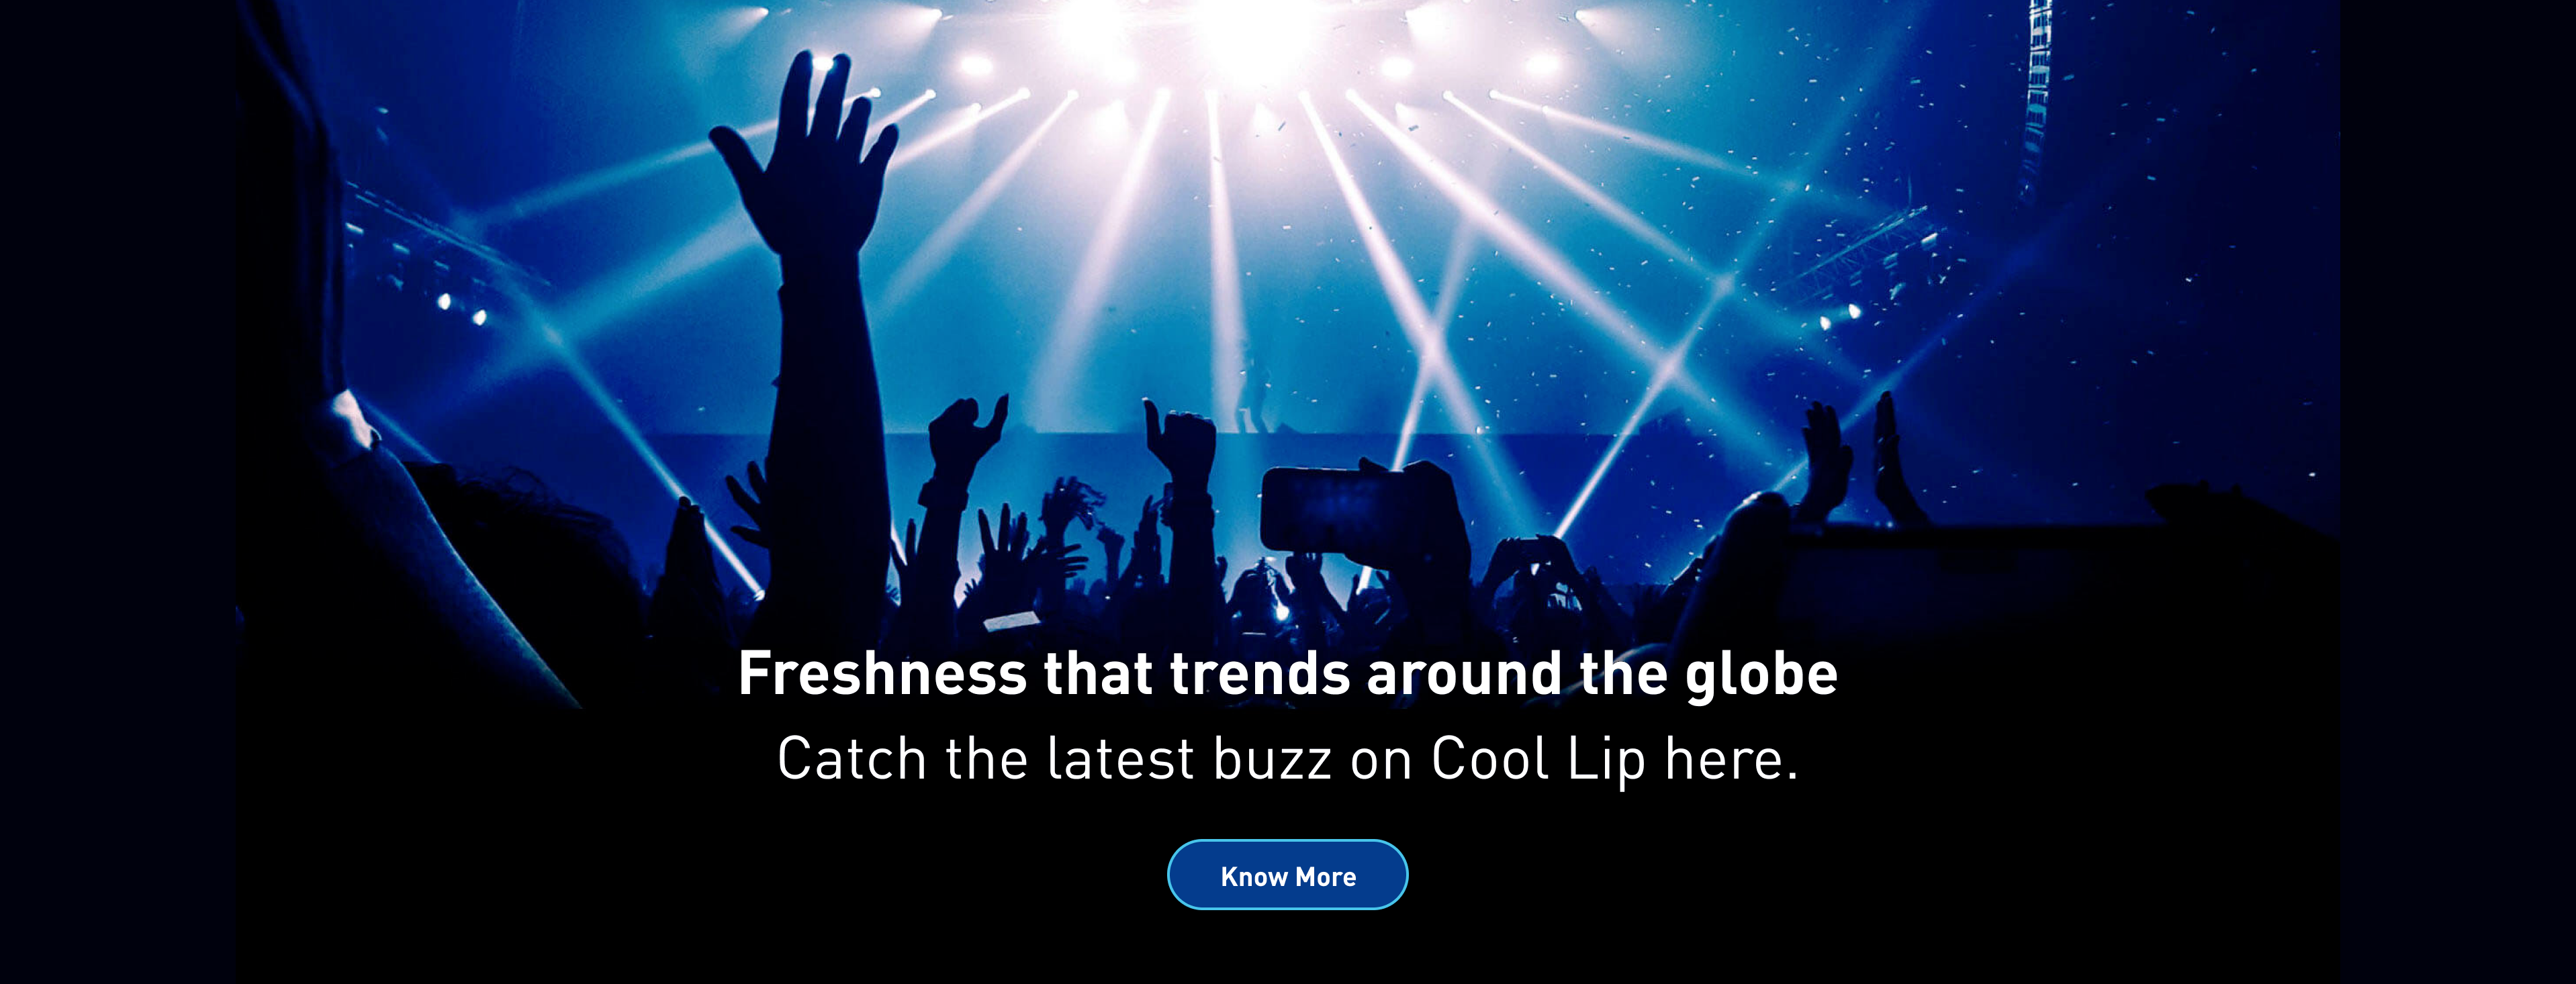 Freshness that trends around the globe
Catch the latest buzz on Cool Lip here.
Know More